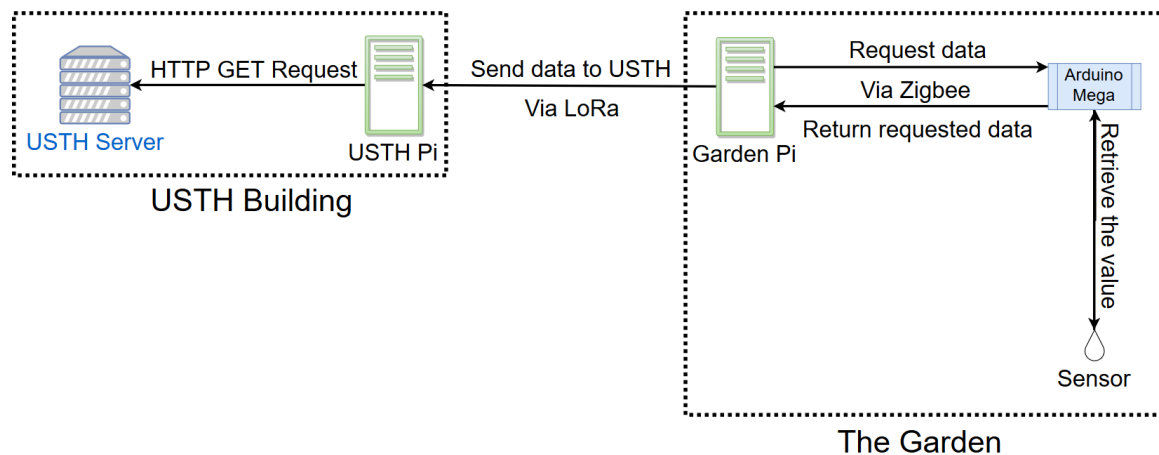 HTTP GET Request
USTH Server
USTH Pi
USTH Building
Send data to USTH
Via LoRa
Request data
Via Zigbee
Return requested data
Garden Pi
Arduino
Mega
Retrieve the value
Sensor
The Garden